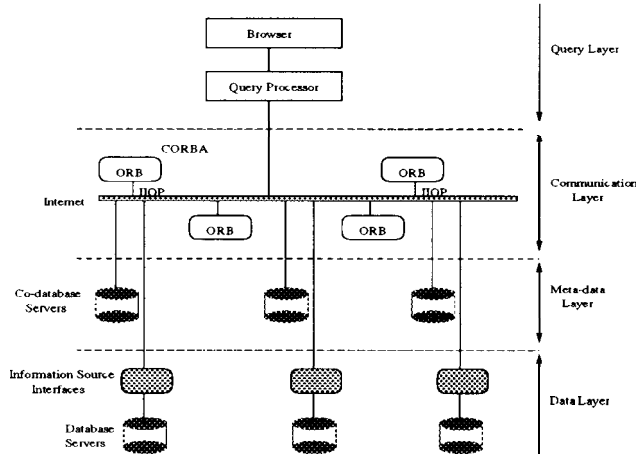 Browser
Query Layer
Query Processor
CORBA
ORB
ORB
IIOP
IIOP
Internet
Communication
Layer
ORB
ORB
Co-database
Servers
Meta-data
Layer
Information Source
Interfaces
Data Layer
Database
Servers